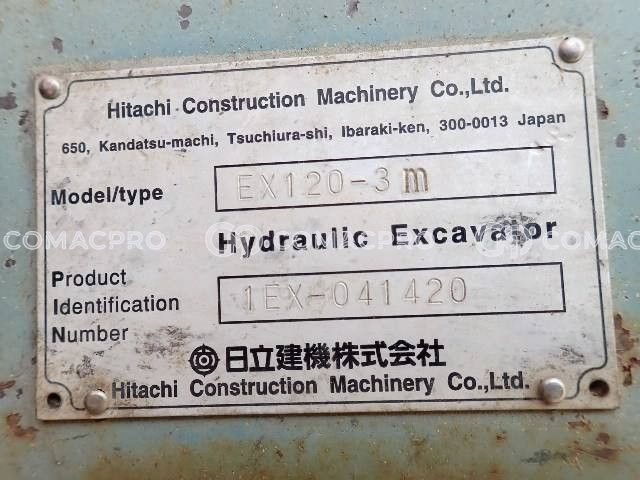 Hitachi Construction Machinery Co.,Ltd.
650, Kandatsu-machi, Tsuchiura-shi, Ibaraki-ken, 300-0013 Japan
Model/type EX120-3m
Hydraulic Excavator
COMACPRO COMACPRO COMAC
Product
Identification 1EX-041420
Number
日立建機株式会社
Hitachi Construction Machinery Co.,Ltd.